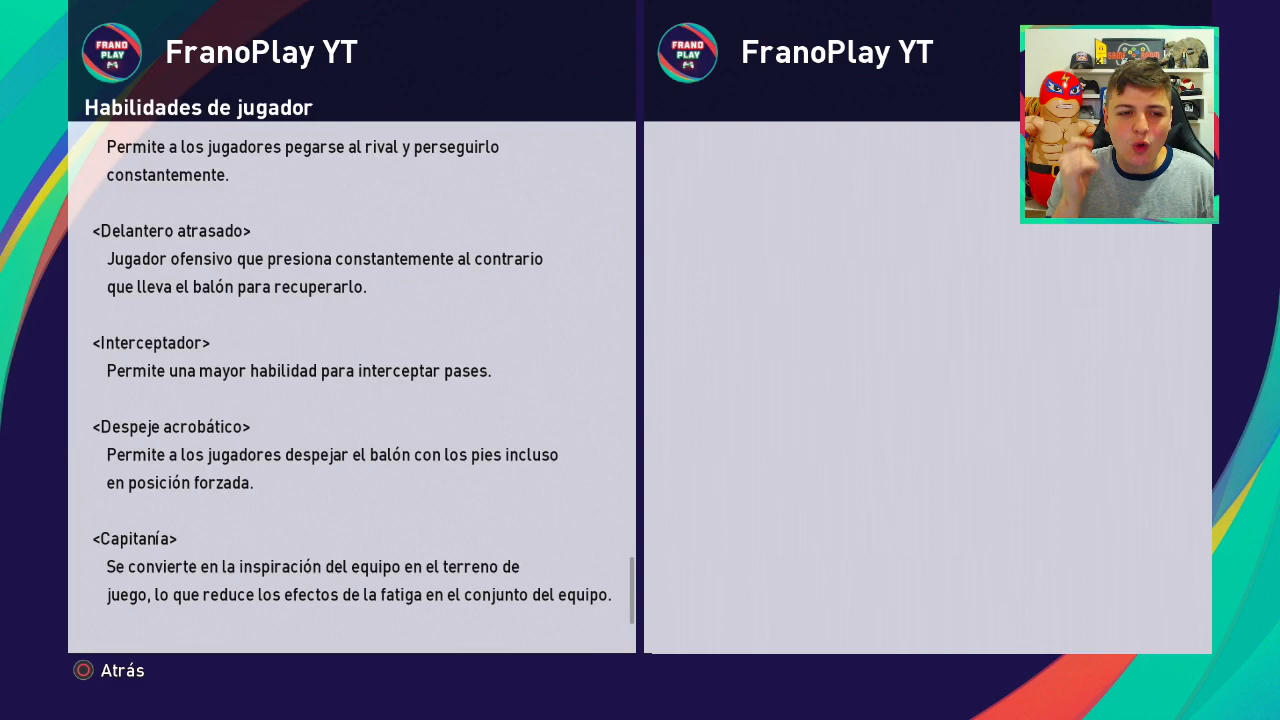 FRANO
PLAY
FranoPlay YT
Habilidades de jugador
Permite a los jugadores pegarse al rival y perseguirlo
constantemente.
<Delantero atrasado>
Jugador ofensivo que presiona constantemente al contrario
que lleva el balón para recuperarlo.
<Interceptador>
Permite una mayor habilidad para interceptar pases.
<Despeje acrobático>
Permite a los jugadores despejar el balón con los pies incluso
en posición forzada.
<Capitanía>
Se convierte en la inspiración del equipo en el terreno de
juego, lo que reduce los efectos de la fatiga en el conjunto del equipo.
Atrás
FRANO
PLAY
FranoPlay YT